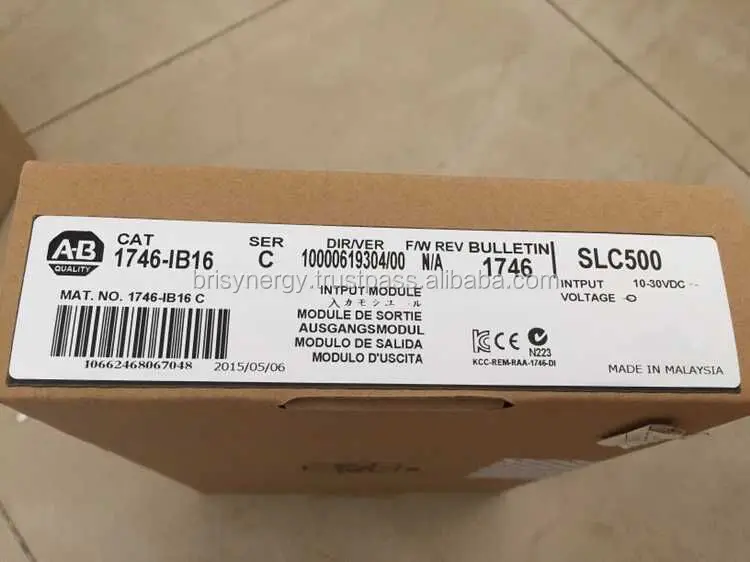 A-B
QUALITY
CAT
1746-IB16
SER
C
DIR/VER
10000619304/00
F/W REV
N/A
BULLETIN
1746
SLC500
INTPUT
VOLTAGE
10-30VDC
brisynergy.trustpass.alibaba.com
MAT. NO. 1746-IB16 C
INTPUT MODULE
入カモシユール
MODULE DE SORTIE
AUSGANGSMODUL
MODULO DE SALIDA
MODULO D'USCITA
10662468067048
2015/05/06
CE
N223
KCC-REM-RAA-1746-DI
MADE IN MALAYSIA